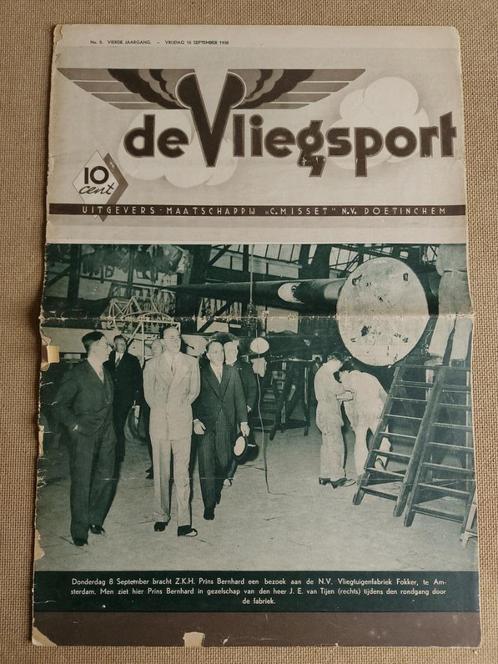 No. 5. VIERDE JAARGANG. – VRIJDAG 16 SEPTEMBER 1938
de Vliegsport
10
cent
UITGEVERS-MAATSCHAPPIJ „C.MISSET" N.V. DOETINCHEM
Donderdag 8 September bracht Z.K.H. Prins Bernhard een bezoek aan de N.V. Vliegtuigenfabriek Fokker, te Am-
sterdam. Men ziet hier Prins Bernhard in gezelschap van den heer J. E. van Tijen (rechts) tijdens den rondgang door
de fabriek.